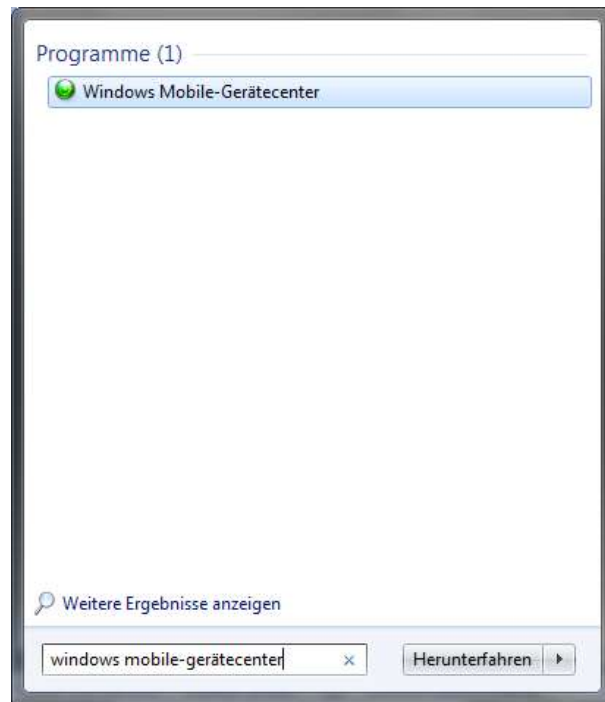 Programme (1)
Windows Mobile-Gerätecenter
Weitere Ergebnisse anzeigen
windows mobile-gerätecenter
Herunterfahren